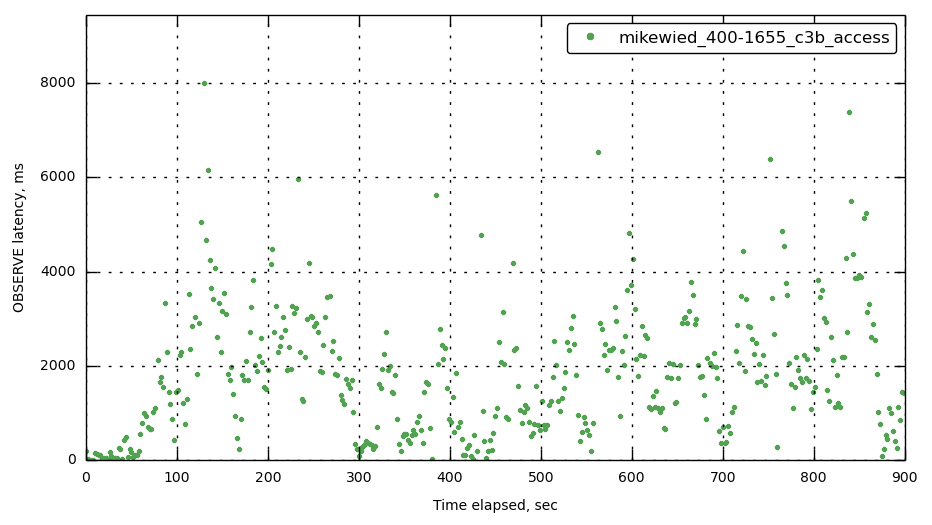 mikewied_400-1655_c3b_access
8000
6000
4000
2000
0
OBSERVE latency, ms
0 100 200 300 400 500 600 700 800 900
Time elapsed, sec